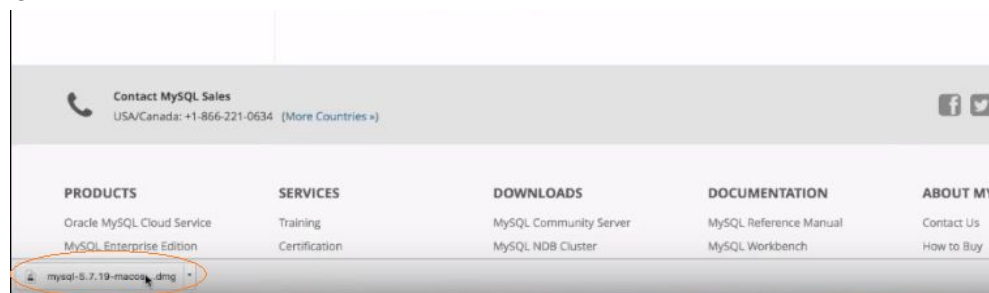 Contact MySQL Sales
USA/Canada: +1-866-221-0634 (More Countries »)
PRODUCTS SERVICES DOWNLOADS DOCUMENTATION ABOUT MY
Oracle MySQL Cloud Service Training MySQL Community Server MySQL Reference Manual Contact Us
MySQL Enterprise Edition Certification MySQL NDB Cluster MySQL Workbench How to Buy
mysql-5.7.19-macos....dmg